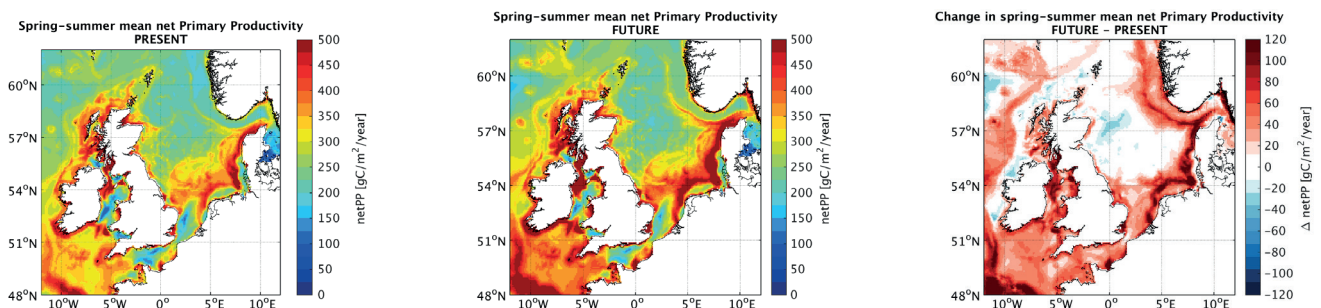 Spring-summer mean net Primary Productivity
PRESENT
60°N
57°N
54°N
51°N
48°N
10°W
5°W
0°
5°E
10°E
500
450
400
350
300
250
200
150
100
50
0
netPP [gC/m²/year]
Spring-summer mean net Primary Productivity
FUTURE
60°N
57°N
54°N
51°N
48°N
10°W
5°W
0°
5°E
10°E
500
450
400
350
300
250
200
150
100
50
0
netPP [gC/m²/year]
Change in spring-summer mean net Primary Productivity
FUTURE - PRESENT
60°N
57°N
54°N
51°N
48°N
10°W
5°W
0°
5°E
10°E
120
100
80
60
40
20
0
−20
−40
−60
−80
−100
−120
Δ netPP [gC/m²/year]